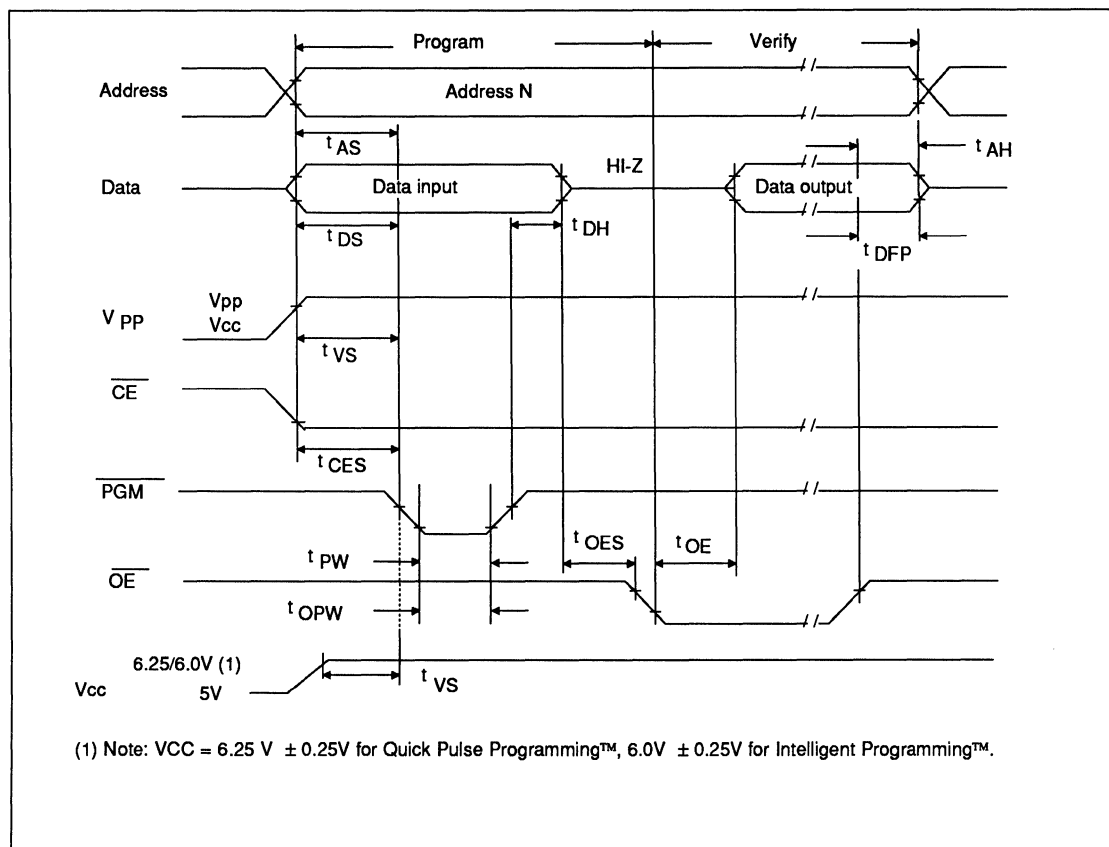 Program
Verify
Address
Address N
t AS
t AH
HI-Z
Data
Data input
Data output
t DS
t DH
t DFP
V PP
Vpp
Vcc
t VS
CE
t CES
PGM
t OES
t OE
t PW
OE
t OPW
6.25/6.0V (1)
Vcc
5V
t VS
(1) Note: VCC = 6.25 V ± 0.25V for Quick Pulse Programming™, 6.0V ± 0.25V for Intelligent Programming™.